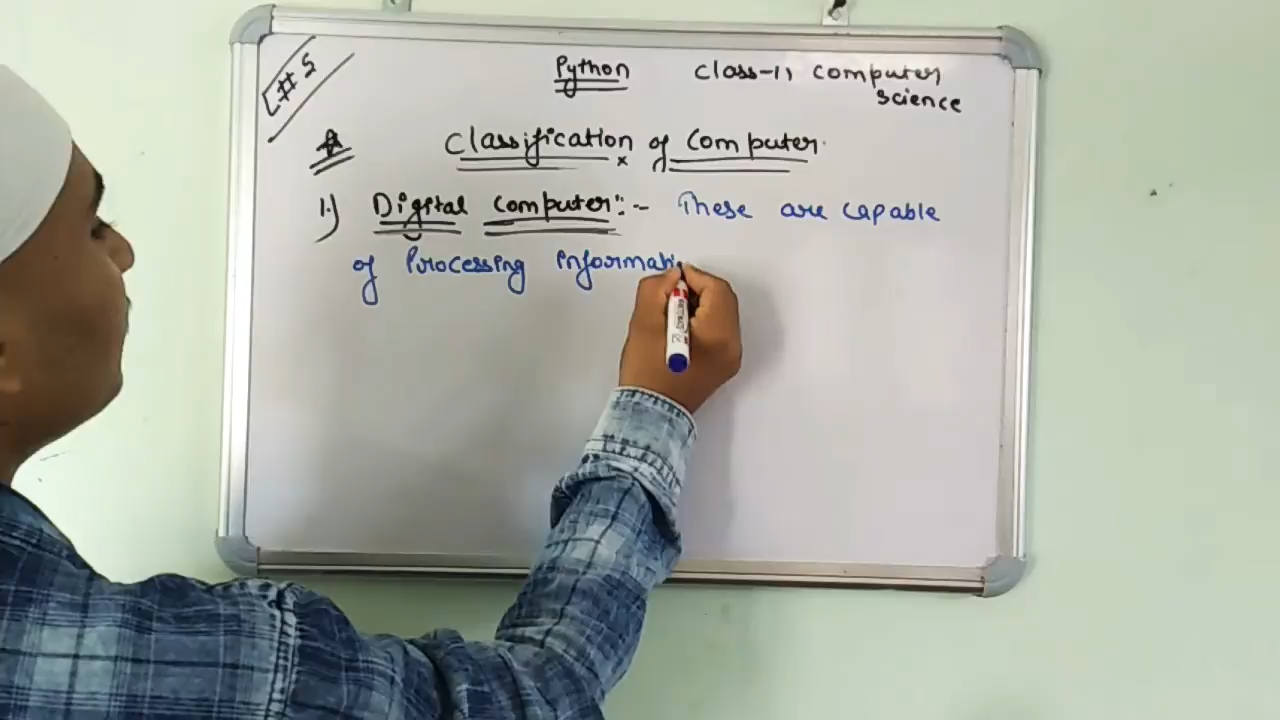 #5
Python Class-11 Computer
Science
Classification of Computer
1.) Digital Computer:- These are capable
of Processing informati